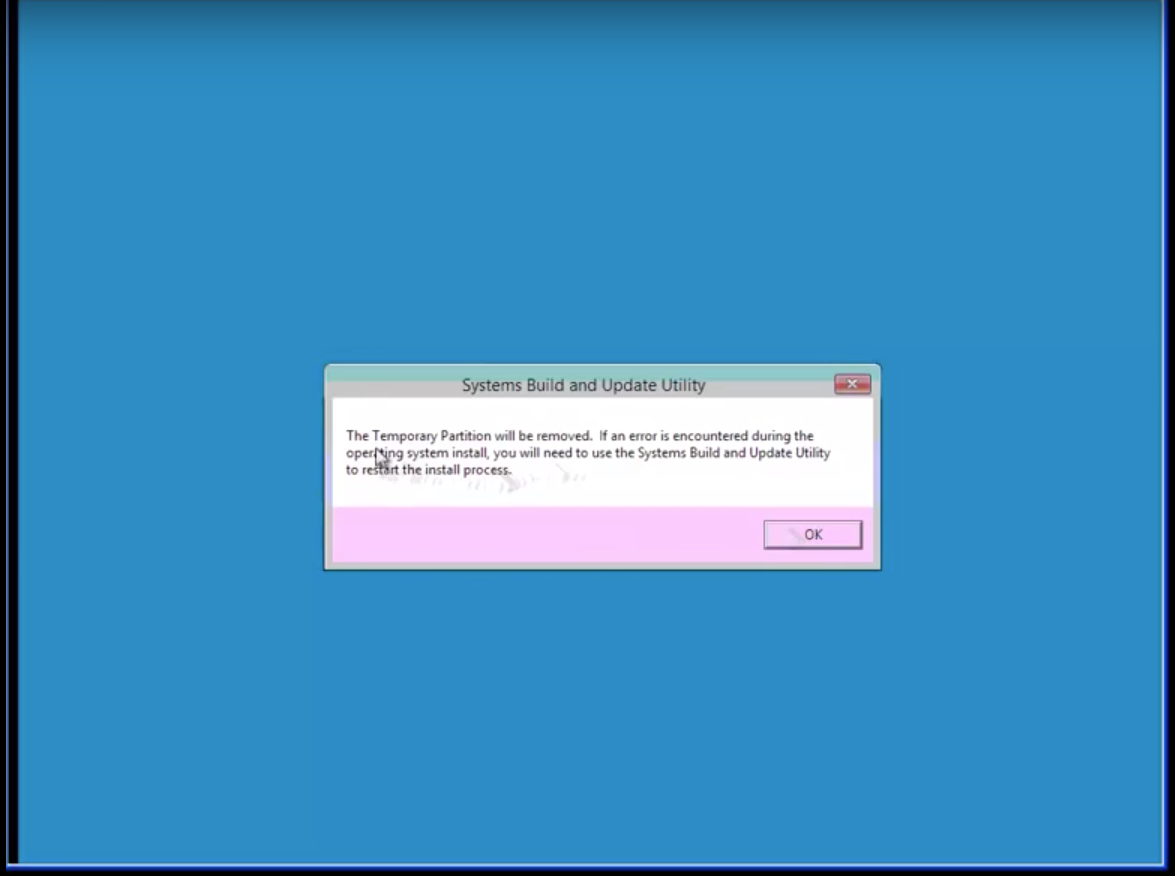 Systems Build and Update Utility
The Temporary Partition will be removed.  If an error is encountered during the
operating system install, you will need to use the Systems Build and Update Utility
to restart the install process.
OK